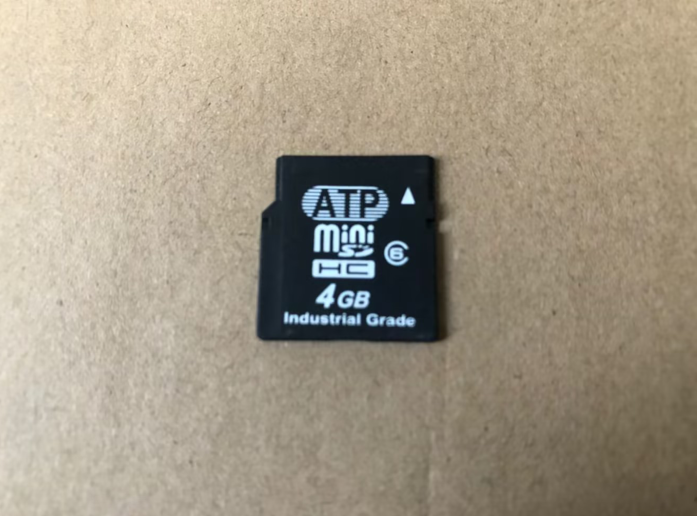 ATP
mini
SD
HC
6
4GB
Industrial Grade